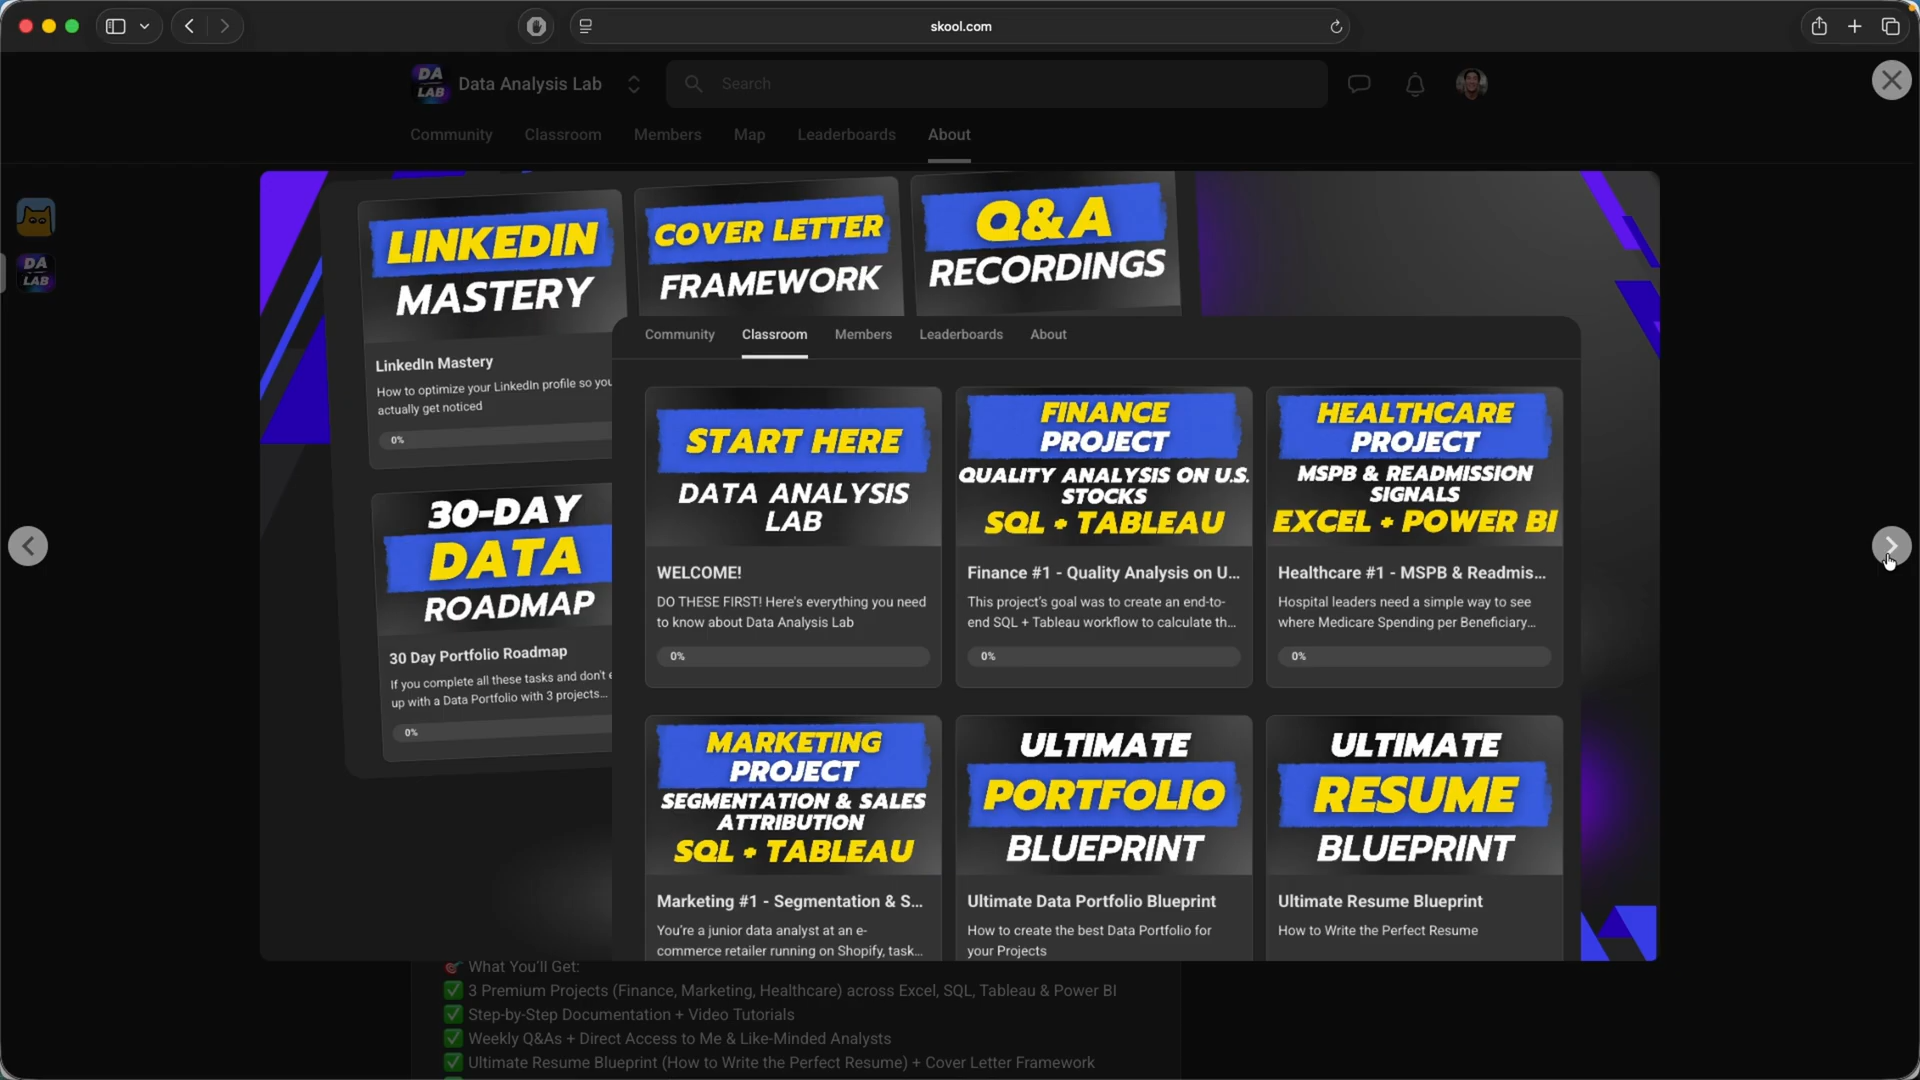 skool.com
DA
LAB
Data Analysis Lab
Search
Community
Classroom
Members
Map
Leaderboards
About
DA
LAB
LINKEDIN
MASTERY
LinkedIn Mastery
How to optimize your LinkedIn profile so you
actually get noticed
0%
COVER LETTER
FRAMEWORK
Q&A
RECORDINGS
30-DAY
DATA
ROADMAP
30 Day Portfolio Roadmap
If you complete all these tasks and don't e
up with a Data Portfolio with 3 projects...
0%
Community
Classroom
Members
Leaderboards
About
START HERE
DATA ANALYSIS
LAB
WELCOME!
DO THESE FIRST! Here's everything you need
to know about Data Analysis Lab
0%
FINANCE
PROJECT
QUALITY ANALYSIS ON U.S.
STOCKS
SQL + TABLEAU
Finance #1 - Quality Analysis on U...
This project's goal was to create an end-to-
end SQL + Tableau workflow to calculate th...
0%
HEALTHCARE
PROJECT
MSPB & READMISSION
SIGNALS
EXCEL + POWER BI
Healthcare #1 - MSPB & Readmis...
Hospital leaders need a simple way to see
where Medicare Spending per Beneficiary...
0%
MARKETING
PROJECT
SEGMENTATION & SALES
ATTRIBUTION
SQL + TABLEAU
Marketing #1 - Segmentation & S...
You're a junior data analyst at an e-
commerce retailer running on Shopify, task...
ULTIMATE
PORTFOLIO
BLUEPRINT
Ultimate Data Portfolio Blueprint
How to create the best Data Portfolio for
your Projects
ULTIMATE
RESUME
BLUEPRINT
Ultimate Resume Blueprint
How to Write the Perfect Resume
What You'll Get:
3 Premium Projects (Finance, Marketing, Healthcare) across Excel, SQL, Tableau & Power BI
Step-by-Step Documentation + Video Tutorials
Weekly Q&As + Direct Access to Me & Like-Minded Analysts
Ultimate Resume Blueprint (How to Write the Perfect Resume) + Cover Letter Framework